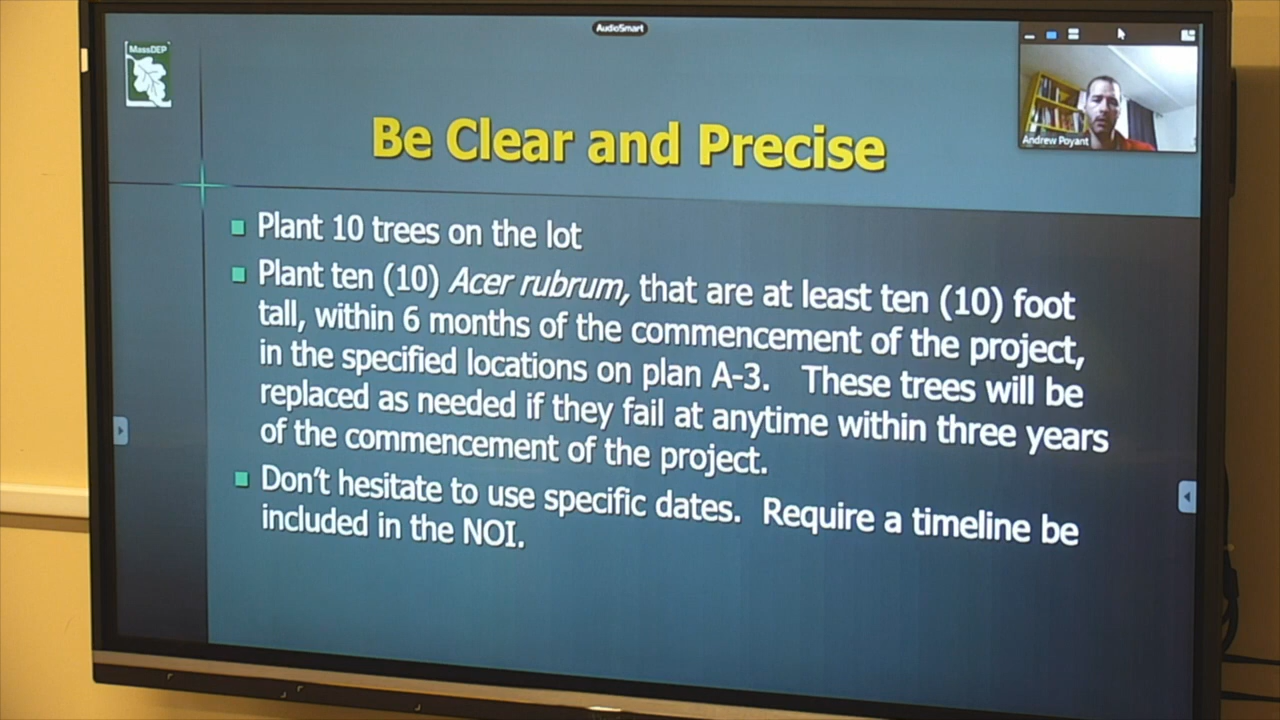 AudioSmart
MassDEP
Andrew Poyant
Be Clear and Precise
Plant 10 trees on the lot
Plant ten (10) Acer rubrum, that are at least ten (10) foot
tall, within 6 months of the commencement of the project,
in the specified locations on plan A-3. These trees will be
replaced as needed if they fail at anytime within three years
of the commencement of the project.
Don't hesitate to use specific dates. Require a timeline be
included in the NOI.